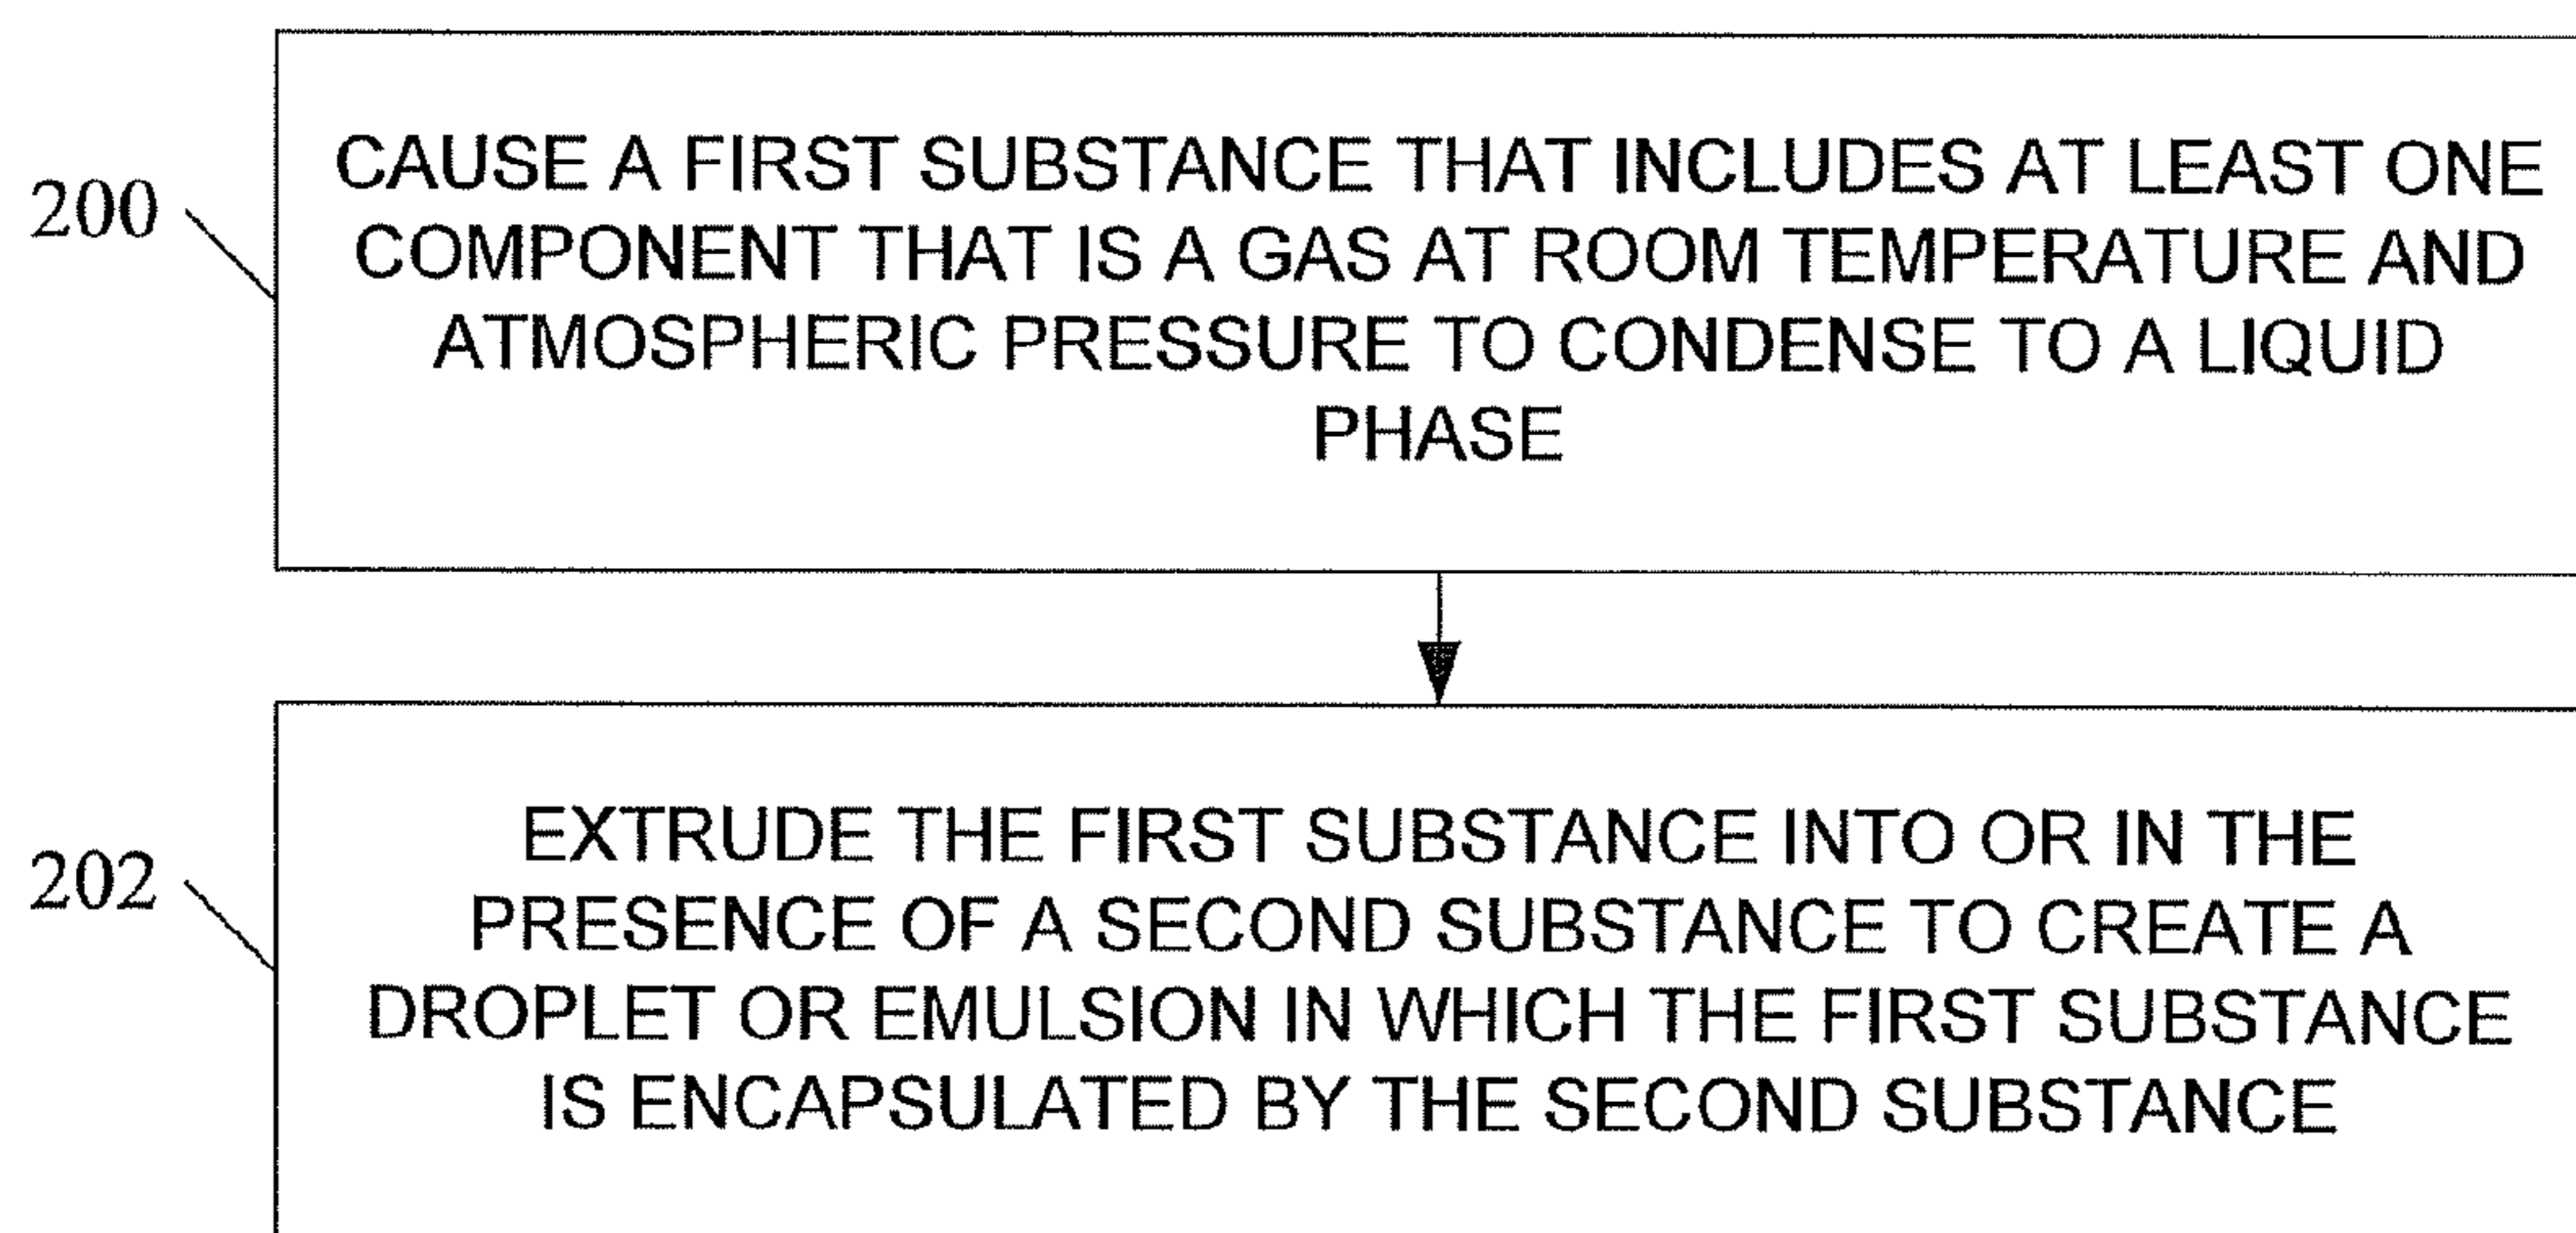 200
CAUSE A FIRST SUBSTANCE THAT INCLUDES AT LEAST ONE
COMPONENT THAT IS A GAS AT ROOM TEMPERATURE AND
ATMOSPHERIC PRESSURE TO CONDENSE TO A LIQUID
PHASE
202
EXTRUDE THE FIRST SUBSTANCE INTO OR IN THE
PRESENCE OF A SECOND SUBSTANCE TO CREATE A
DROPLET OR EMULSION IN WHICH THE FIRST SUBSTANCE
IS ENCAPSULATED BY THE SECOND SUBSTANCE